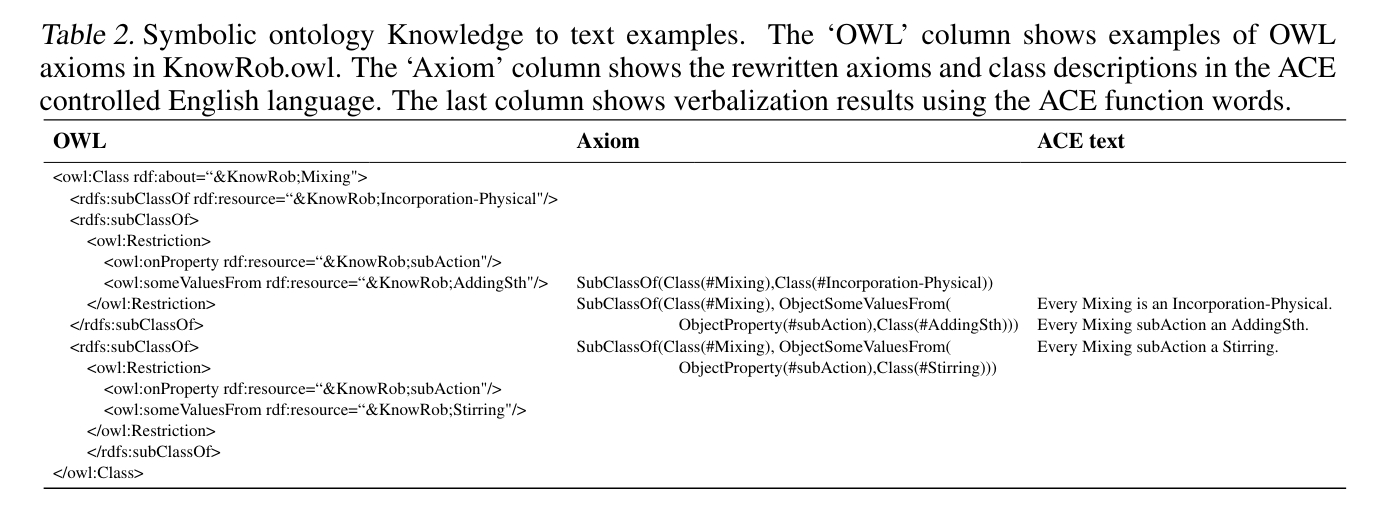 Table 2. Symbolic ontology Knowledge to text examples. The ‘OWL’ column shows examples of OWL
axioms in KnowRob.owl. The ‘Axiom’ column shows the rewritten axioms and class descriptions in the ACE
controlled English language. The last column shows verbalization results using the ACE function words.
OWL Axiom ACE text
<owl:Class rdf:about=“&KnowRob;Mixing">
<rdfs:subClassOf rdf:resource=“&KnowRob;Incorporation-Physical"/>
<rdfs:subClassOf>
<owl:Restriction>
<owl:onProperty rdf:resource=“&KnowRob;subAction"/>
<owl:someValuesFrom rdf:resource=“&KnowRob;AddingSth"/>
</owl:Restriction>
</rdfs:subClassOf>
<rdfs:subClassOf>
<owl:Restriction>
<owl:onProperty rdf:resource=“&KnowRob;subAction"/>
<owl:someValuesFrom rdf:resource=“&KnowRob;Stirring"/>
</owl:Restriction>
</rdfs:subClassOf>
</owl:Class>
SubClassOf(Class(#Mixing),Class(#Incorporation-Physical))
SubClassOf(Class(#Mixing), ObjectSomeValuesFrom(
ObjectProperty(#subAction),Class(#AddingSth)))
SubClassOf(Class(#Mixing), ObjectSomeValuesFrom(
ObjectProperty(#subAction),Class(#Stirring)))
Every Mixing is an Incorporation-Physical.
Every Mixing subAction an AddingSth.
Every Mixing subAction a Stirring.